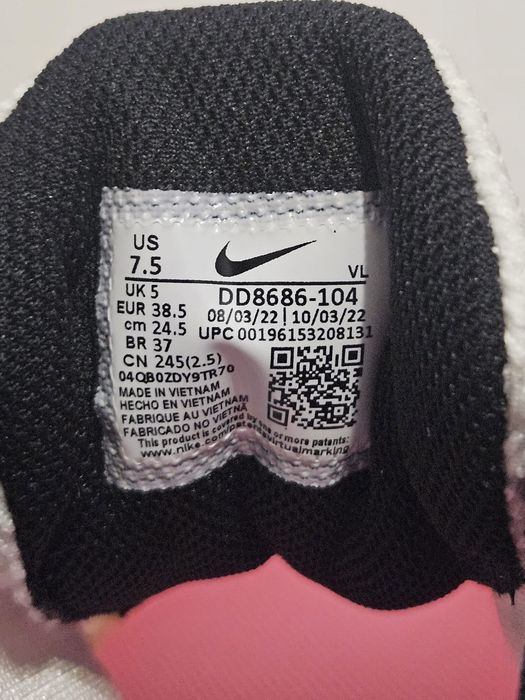 US
7.5
VL
UK 5
DD8686-104
EUR 38.5
08/03/22 | 10/03/22
cm 24.5
UPC 00196153208131
BR 37
CN 245(2.5)
04QB0ZDY9TR70
MADE IN VIETNAM
HECHO EN VIETNAM
FABRIQUE AU VIETNAM
FABRICADO NO VIETNÃ
This product is covered by one or more patents:
www.nike.com/patentsvirtualmarking